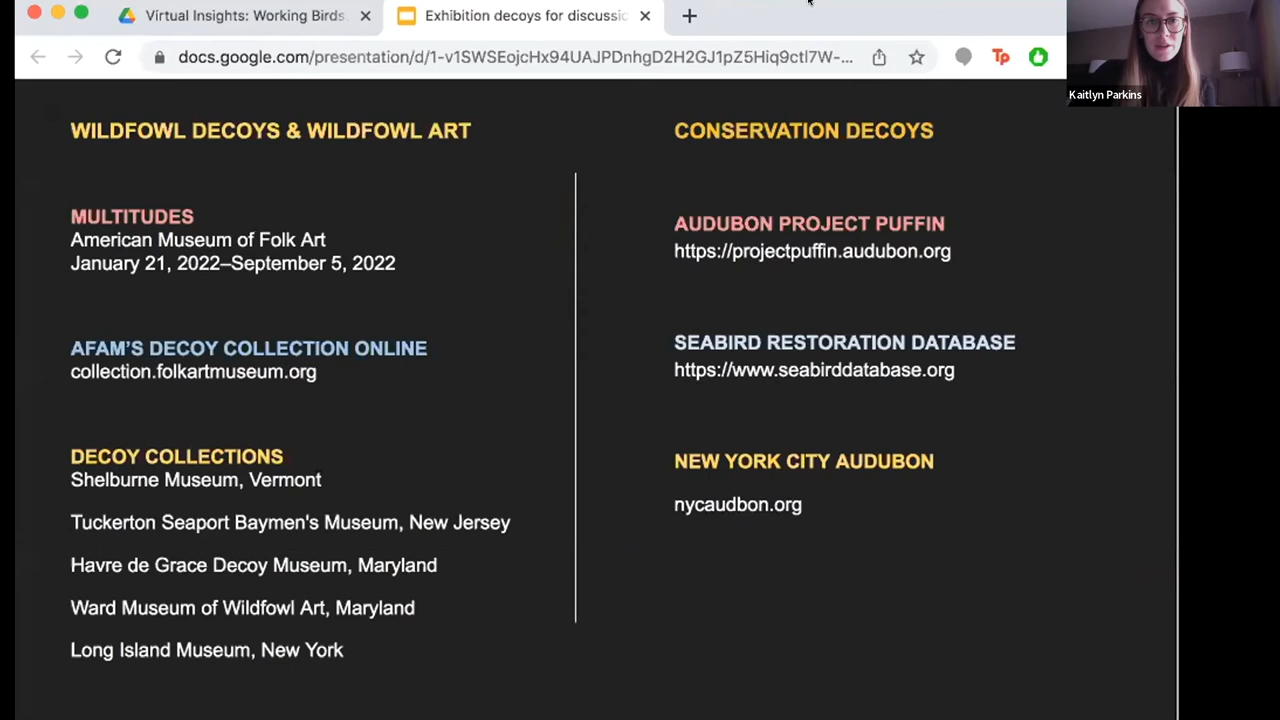 Virtual Insights: Working Birds
Exhibition decoys for discussic
docs.google.com/presentation/d/1-v1SWSEojcHx94UAJPDnhgD2H2GJ1pZ5Hiq9ctl7W-...
Tp
Kaitlyn Parkins
WILDFOWL DECOYS & WILDFOWL ART
MULTITUDES
American Museum of Folk Art
January 21, 2022–September 5, 2022
AFAM'S DECOY COLLECTION ONLINE
collection.folkartmuseum.org
DECOY COLLECTIONS
Shelburne Museum, Vermont
Tuckerton Seaport Baymen's Museum, New Jersey
Havre de Grace Decoy Museum, Maryland
Ward Museum of Wildfowl Art, Maryland
Long Island Museum, New York
CONSERVATION DECOYS
AUDUBON PROJECT PUFFIN
https://projectpuffin.audubon.org
SEABIRD RESTORATION DATABASE
https://www.seabirddatabase.org
NEW YORK CITY AUDUBON
nycaudbon.org